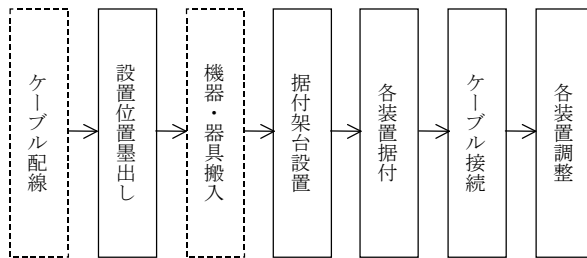 ケーブル配線
設置位置墨出し
機器・器具搬入
据付架台設置
各装置据付
ケーブル接続
各装置調整